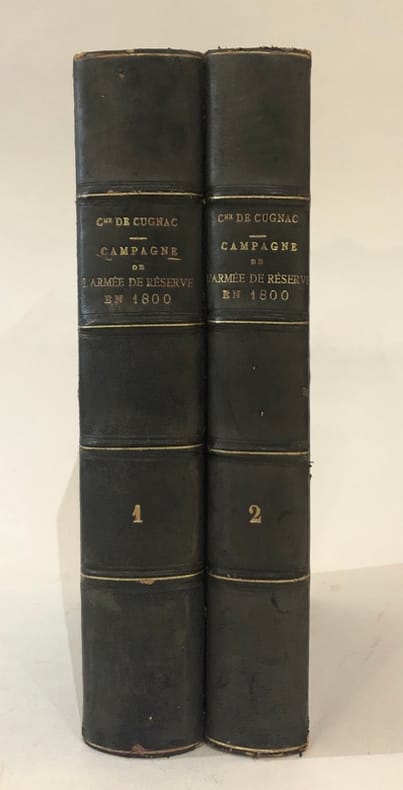 CNE DE CUGNAC
CAMPAGNE
DE
L'ARMÉE DE RÉSERVE
EN 1800
1
CNE DE CUGNAC
CAMPAGNE
DE
L'ARMÉE DE RÉSERVE
EN 1800
2